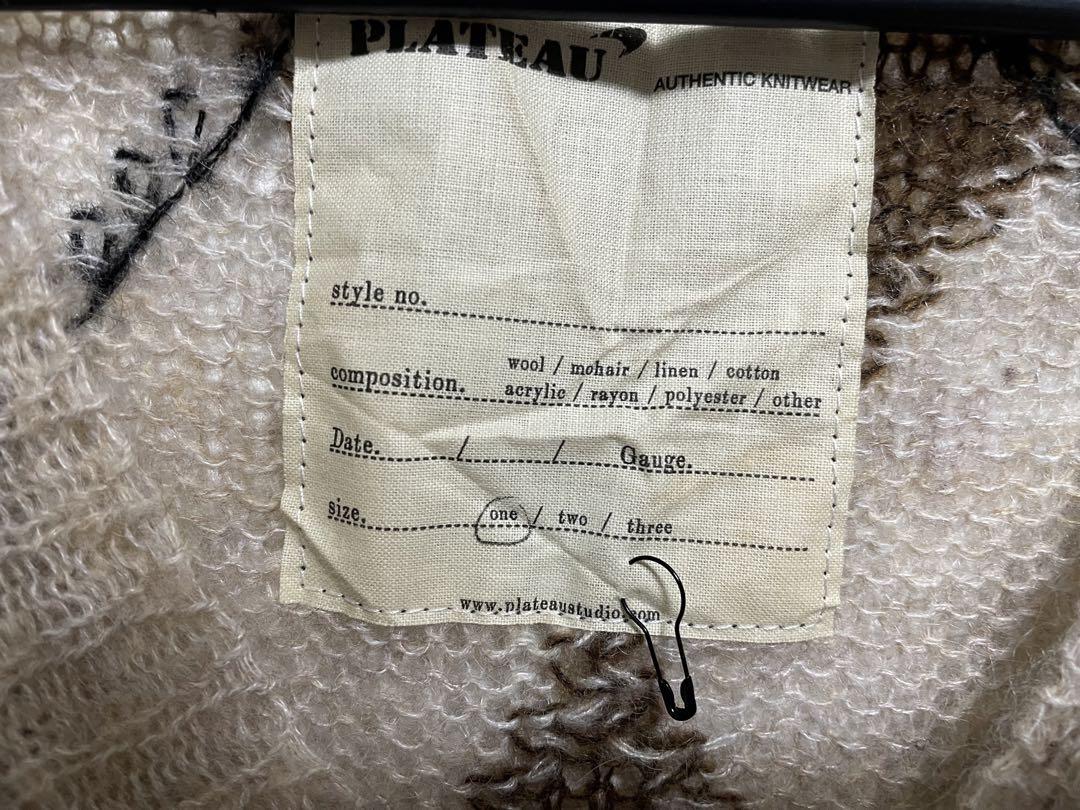 PLATEAU
AUTHENTIC KNITWEAR
style no.
wool / mohair / linen / cotton
composition. acrylic / rayon / polyester / other
Date. / / Gauge.
size. one / two / three
www.plateaustudio.com